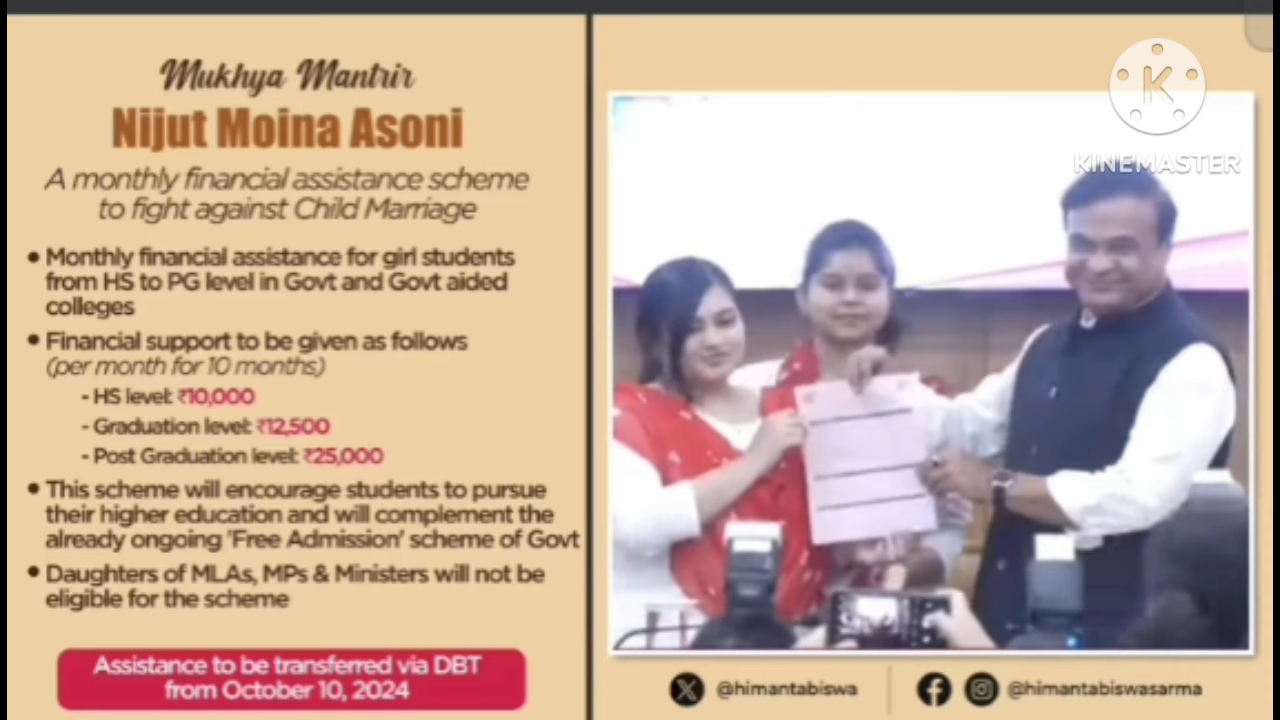 Mukhya Mantrir
Nijut Moina Asoni
A monthly financial assistance scheme
to fight against Child Marriage
• Monthly financial assistance for girl students
from HS to PG level in Govt and Govt aided
colleges
• Financial support to be given as follows
(per month for 10 months)
- HS level: ₹10,000
- Graduation level: ₹12,500
- Post Graduation level: ₹25,000
• This scheme will encourage students to pursue
their higher education and will complement the
already ongoing 'Free Admission' scheme of Govt
• Daughters of MLAs, MPs & Ministers will not be
eligible for the scheme
Assistance to be transferred via DBT
from October 10, 2024
K
KINEMASTER
@himantabiswa
@himantabiswasarma